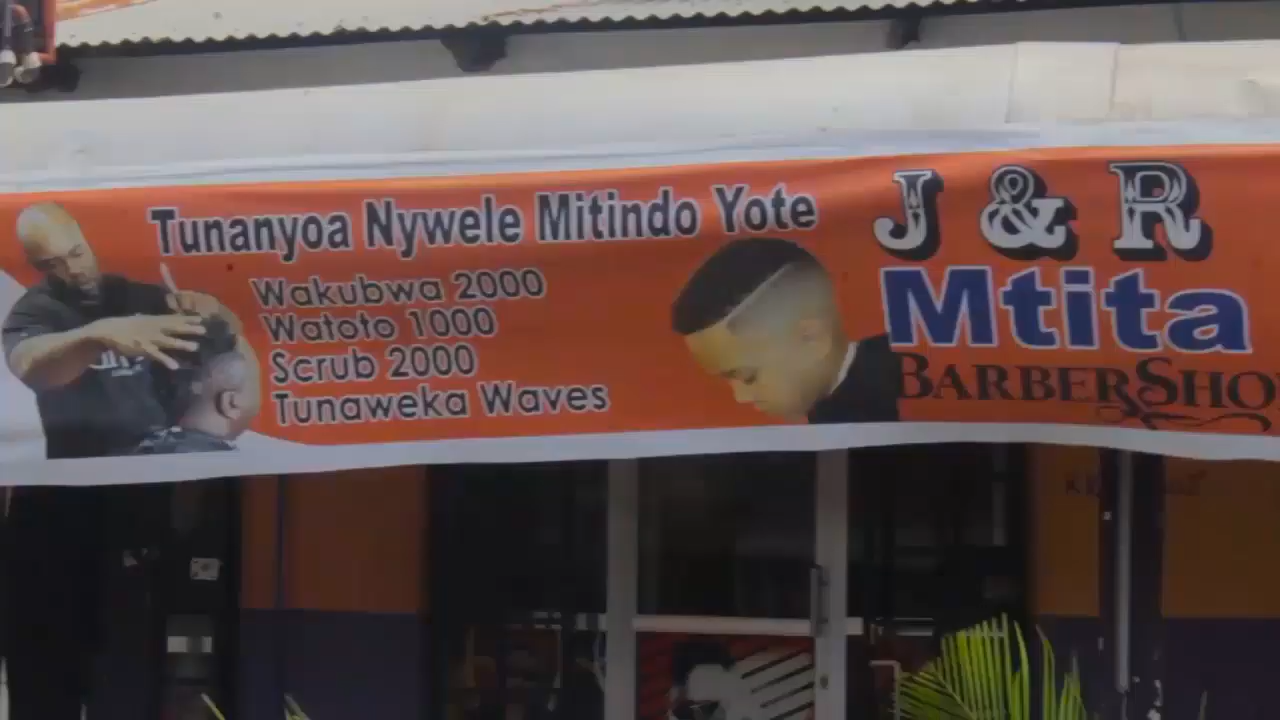 Tunanyoa Nywele Mitindo Yote
Wakubwa 2000
Watoto 1000
Scrub 2000
Tunaweka Waves
J & R
Mtita